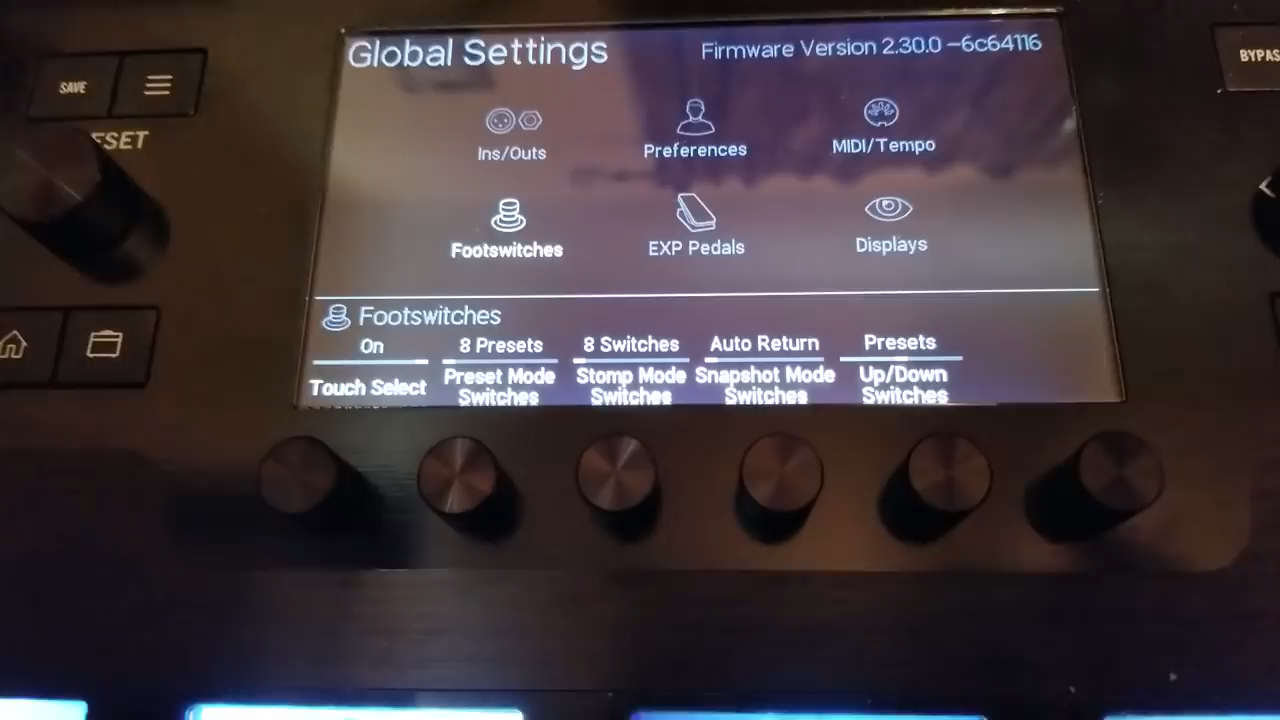 Global Settings
Firmware Version 2.30.0 -6c64116
SAVE
BYPAS
ESET
Ins/Outs
Preferences
MIDI/Tempo
Footswitches
EXP Pedals
Displays
Footswitches
On
8 Presets
8 Switches
Auto Return
Presets
Touch Select
Preset Mode
Switches
Stomp Mode
Switches
Snapshot Mode
Switches
Up/Down
Switches